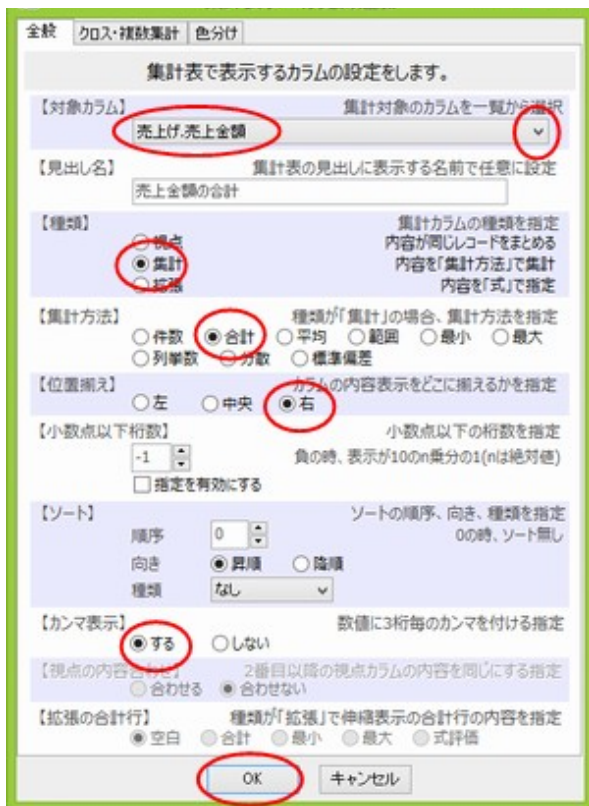 全般 クロス・複数集計 色分け
集計表で表示するカラムの設定をします。
【対象カラム】 集計対象のカラムを一覧から選択
売上げ.売上金額
【見出し名】 集計表の見出しに表示する名前で任意に設定
売上金額の合計
【種類】 集計カラムの種類を指定
視点 内容が同じレコードをまとめる
集計 内容を「集計方法」で集計
拡張 内容を「式」で指定
【集計方法】 種類が「集計」の場合、集計方法を指定
件数 合計 平均 範囲 最小 最大
列挙数 分散 標準偏差
【位置揃え】 カラムの内容表示をどこに揃えるかを指定
左 中央 右
【小数点以下桁数】 小数点以下の桁数を指定
-1 負の時、表示が10のn乗分の1(nは絶対値)
指定を有効にする
【ソート】 ソートの順序、向き、種類を指定
順序 0 0の時、ソート無し
向き 昇順 降順
種類 なし
【カンマ表示】 数値に3桁毎のカンマを付ける指定
する しない
【視点の内容合わせ】 2番目以降の視点カラムの内容を同じにする指定
合わせる 合わせない
【拡張の合計行】 種類が「拡張」で伸縮表示の合計行の内容を指定
空白 合計 最小 最大 式評価
OK キャンセル